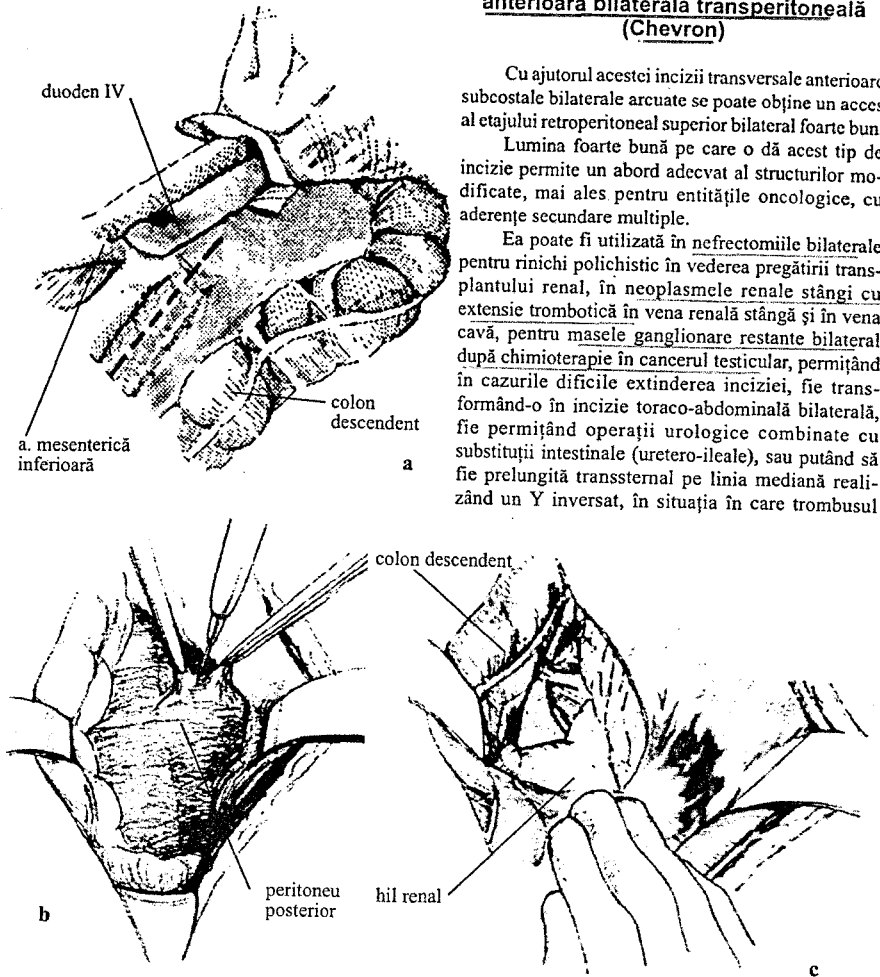 anterioară bilaterală transperitoneală
(Chevron)
Cu ajutorul acestei incizii transversale anterioare
subcostale bilaterale arcuate se poate obține un acces
al etajului retroperitoneal superior bilateral foarte bun.
Lumina foarte bună pe care o dă acest tip de
incizie permite un abord adecvat al structurilor mo-
dificate, mai ales pentru entitățile oncologice, cu
aderențe secundare multiple.
Ea poate fi utilizată în nefrectomiile bilaterale
pentru rinichi polichistic în vederea pregătirii trans-
plantului renal, în neoplasmele renale stângi cu
extensie trombotică în vena renală stângă și în vena
cavă, pentru masele ganglionare restante bilateral
după chimioterapie în cancerul testicular, permițând
în cazurile dificile extinderea inciziei, fie trans-
formând-o în incizie toraco-abdominală bilaterală,
fie permițând operații urologice combinate cu
substituții intestinale (uretero-ileale), sau putând să
fie prelungită transsternal pe linia mediană reali-
zând un Y inversat, în situația în care trombusul
duoden IV
colon
descendent
a. mesenterică
inferioară
a
colon descendent
peritoneu
posterior
hil renal
b
c